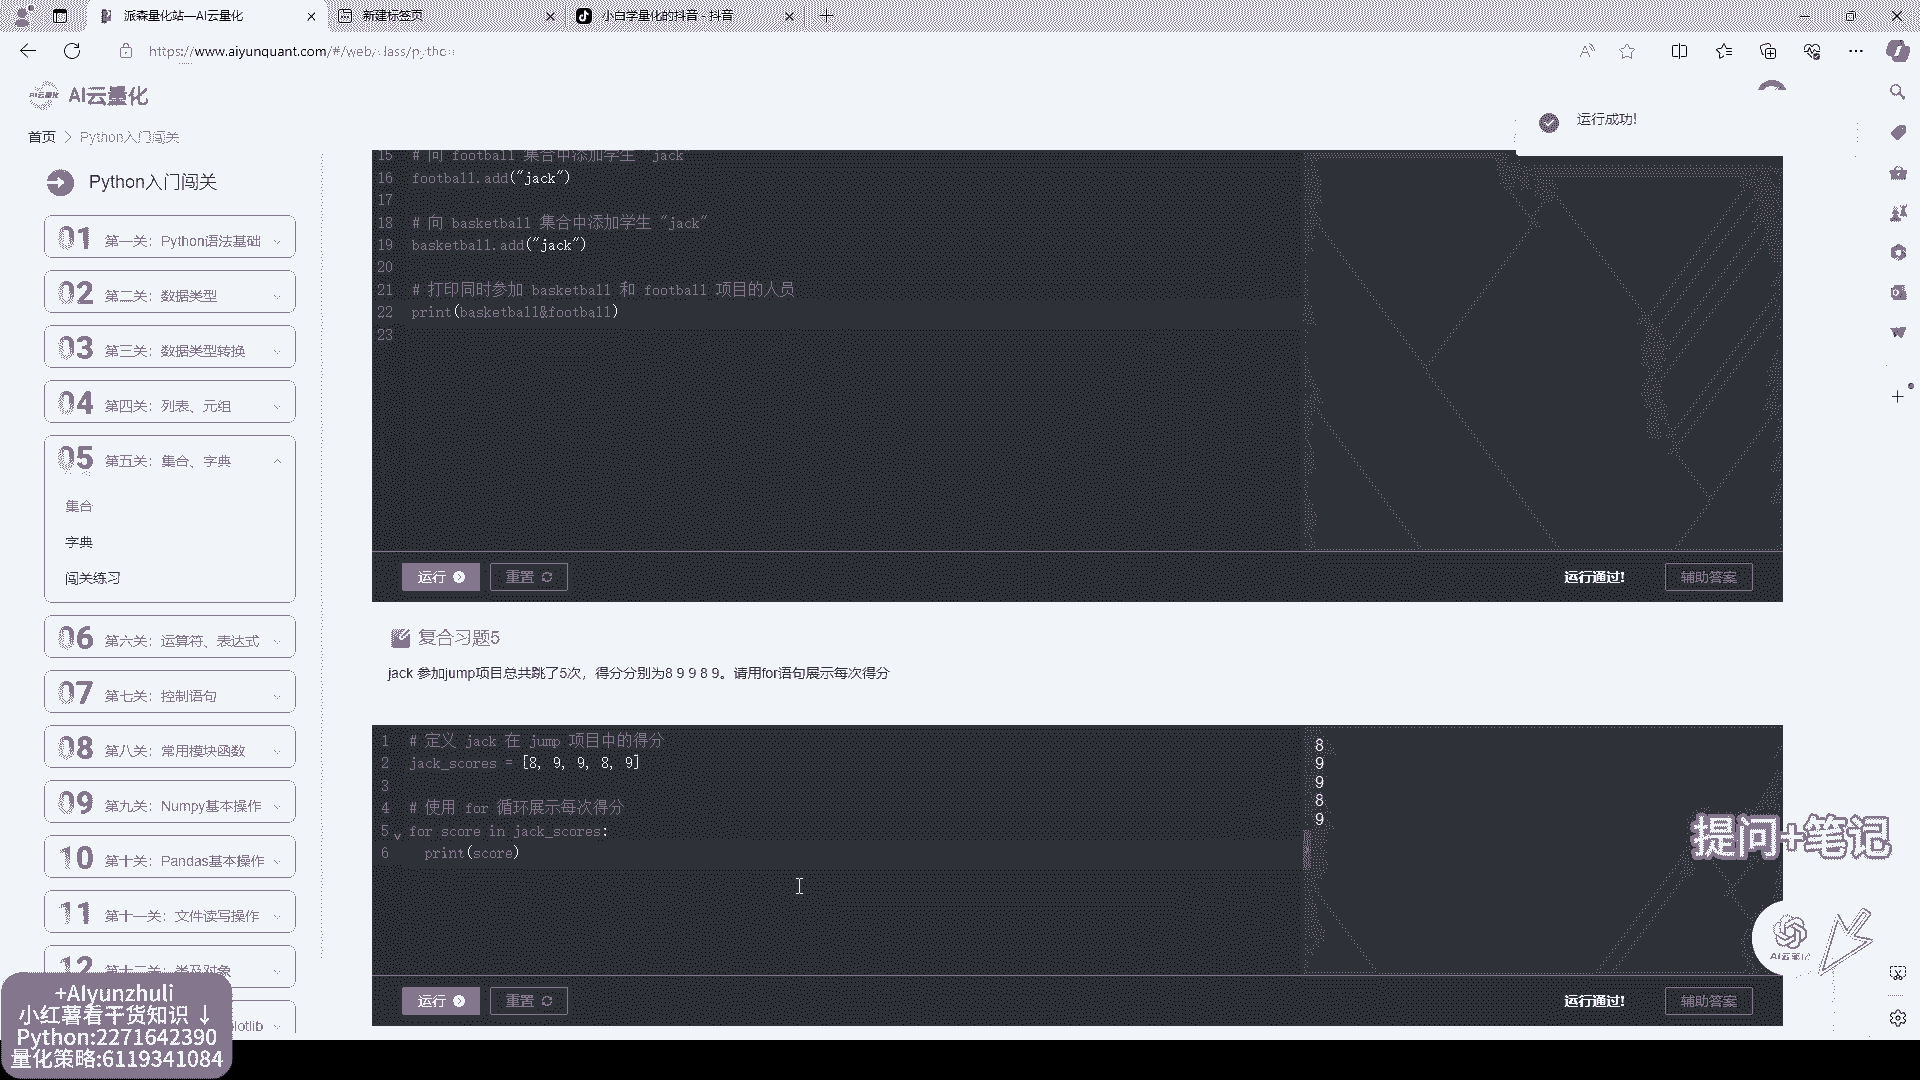 派森量化站—AI云量化
新建标签页
小白学量化的抖音 - 抖音
https://www.aiyunquant.com/#/web/class/python
AI云量化
运行成功!
首页 > Python入门闯关
Python入门闯关
01 第一关: Python语法基础
02 第二关: 数据类型
03 第三关: 数据类型转换
04 第四关: 列表、元组
05 第五关: 集合、字典
集合
字典
闯关练习
06 第六关: 运算符、表达式
07 第七关: 控制语句
08 第八关: 常用模块函数
09 第九关: Numpy基本操作
10 第十关: Pandas基本操作
11 第十一关: 文件读写操作
12 第十二关: 类及对象
plotlib
15 # 向 football 集合中添加学生 "jack"
16 football.add("jack")
17
18 # 向 basketball 集合中添加学生 "jack"
19 basketball.add("jack")
20
21 # 打印同时参加 basketball 和 football 项目的人员
22 print(basketball&football)
23
运行 重置 运行通过! 辅助答案
复合习题5
jack 参加jump项目总共跳了5次，得分分别为8 9 9 8 9。请用for语句展示每次得分
1 # 定义 jack 在 jump 项目中的得分
2 jack_scores = [8, 9, 9, 8, 9]
3
4 # 使用 for 循环展示每次得分
5 for score in jack_scores:
6 print(score)
8
9
9
8
9
运行 重置 运行通过! 辅助答案
提问+笔记
AI云笔记
+AIyunzhuli
小红薯看干货知识 ↓
Python:2271642390
量化策略:6119341084